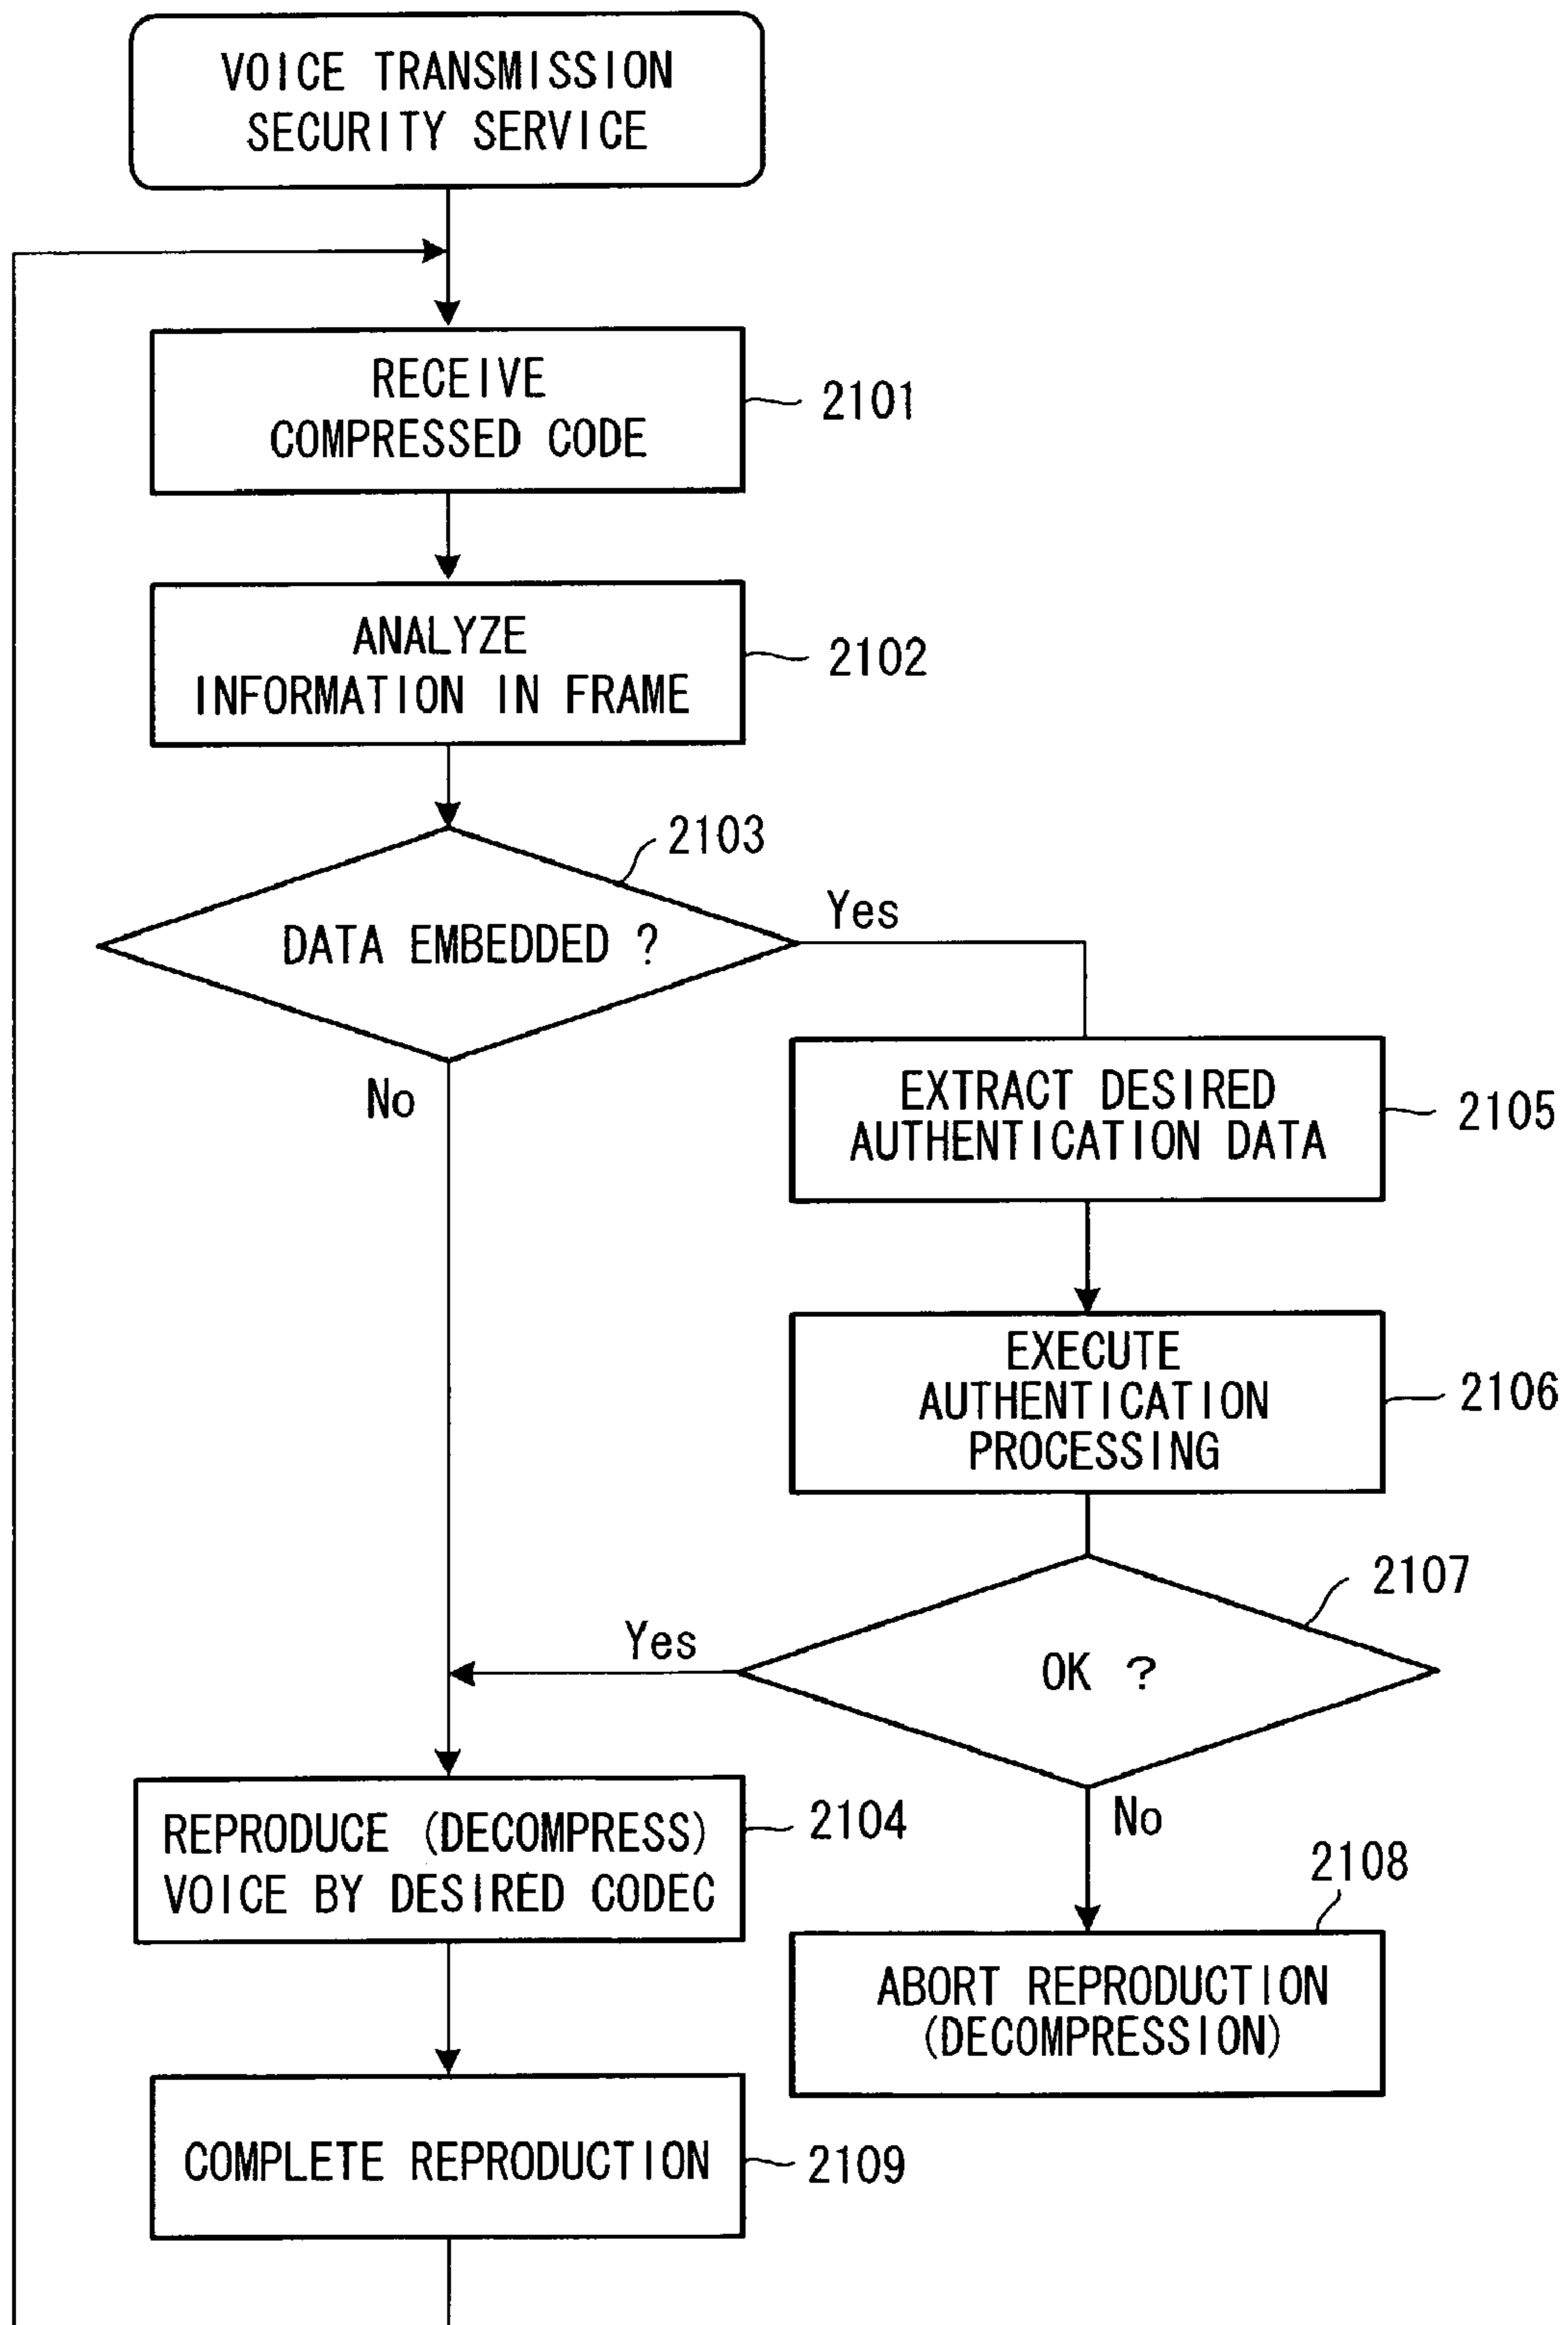 VOICE TRANSMISSION
SECURITY SERVICE
RECEIVE
COMPRESSED CODE
2101
ANALYZE
INFORMATION IN FRAME
2102
2103
DATA EMBEDDED ?
Yes
No
EXTRACT DESIRED
AUTHENTICATION DATA
2105
EXECUTE
AUTHENTICATION
PROCESSING
2106
2107
OK ?
Yes
No
REPRODUCE (DECOMPRESS)
VOICE BY DESIRED CODEC
2104
2108
ABORT REPRODUCTION
(DECOMPRESSION)
COMPLETE REPRODUCTION
2109